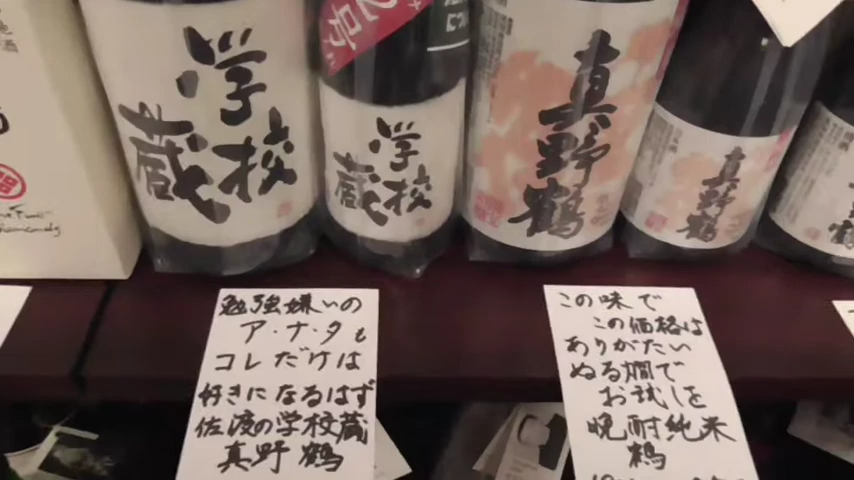 学校蔵
学校蔵
真野鶴
真野鶴
勉強嫌いの
ア・ナ・タも
コレだけは
好きになるはず
佐渡の学校蔵
真野鶴
この味で
この価格は
ありがたい
ぬる燗で
お試しを
晩酎純米
鶴